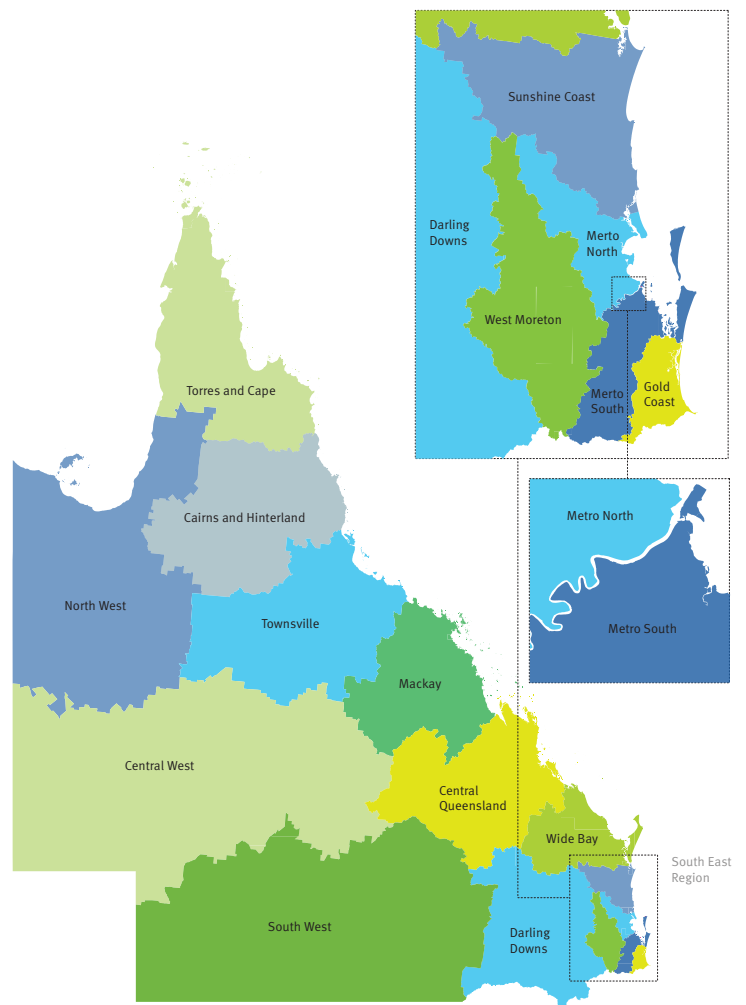 Sunshine Coast
Darling
Downs
Merto
North
West Moreton
Merto
South
Gold
Coast
Torres and Cape
Cairns and Hinterland
Metro North
North West
Townsville
Metro South
Mackay
Central West
Central
Queensland
Wide Bay
South East
Region
South West
Darling
Downs